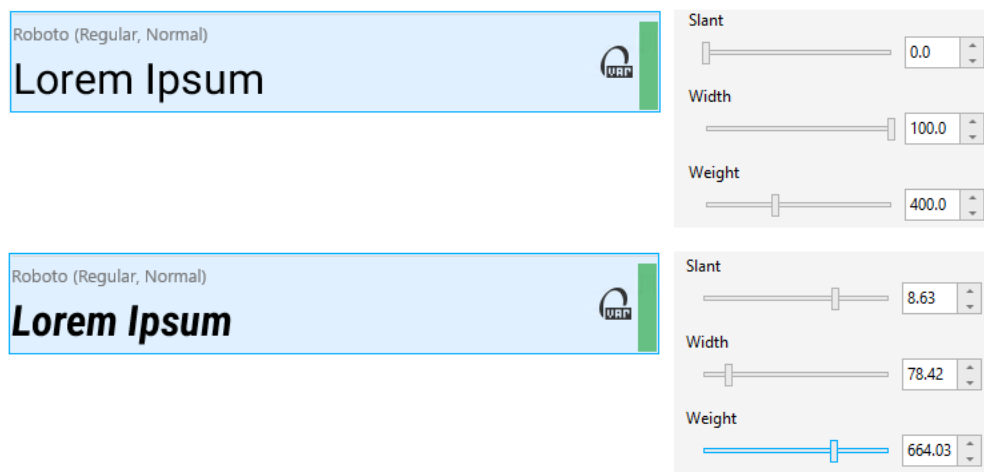 Roboto (Regular, Normal)
Lorem Ipsum
VAR
Slant
0.0
Width
100.0
Weight
400.0
Roboto (Regular, Normal)
Lorem Ipsum
VAR
Slant
8.63
Width
78.42
Weight
664.03